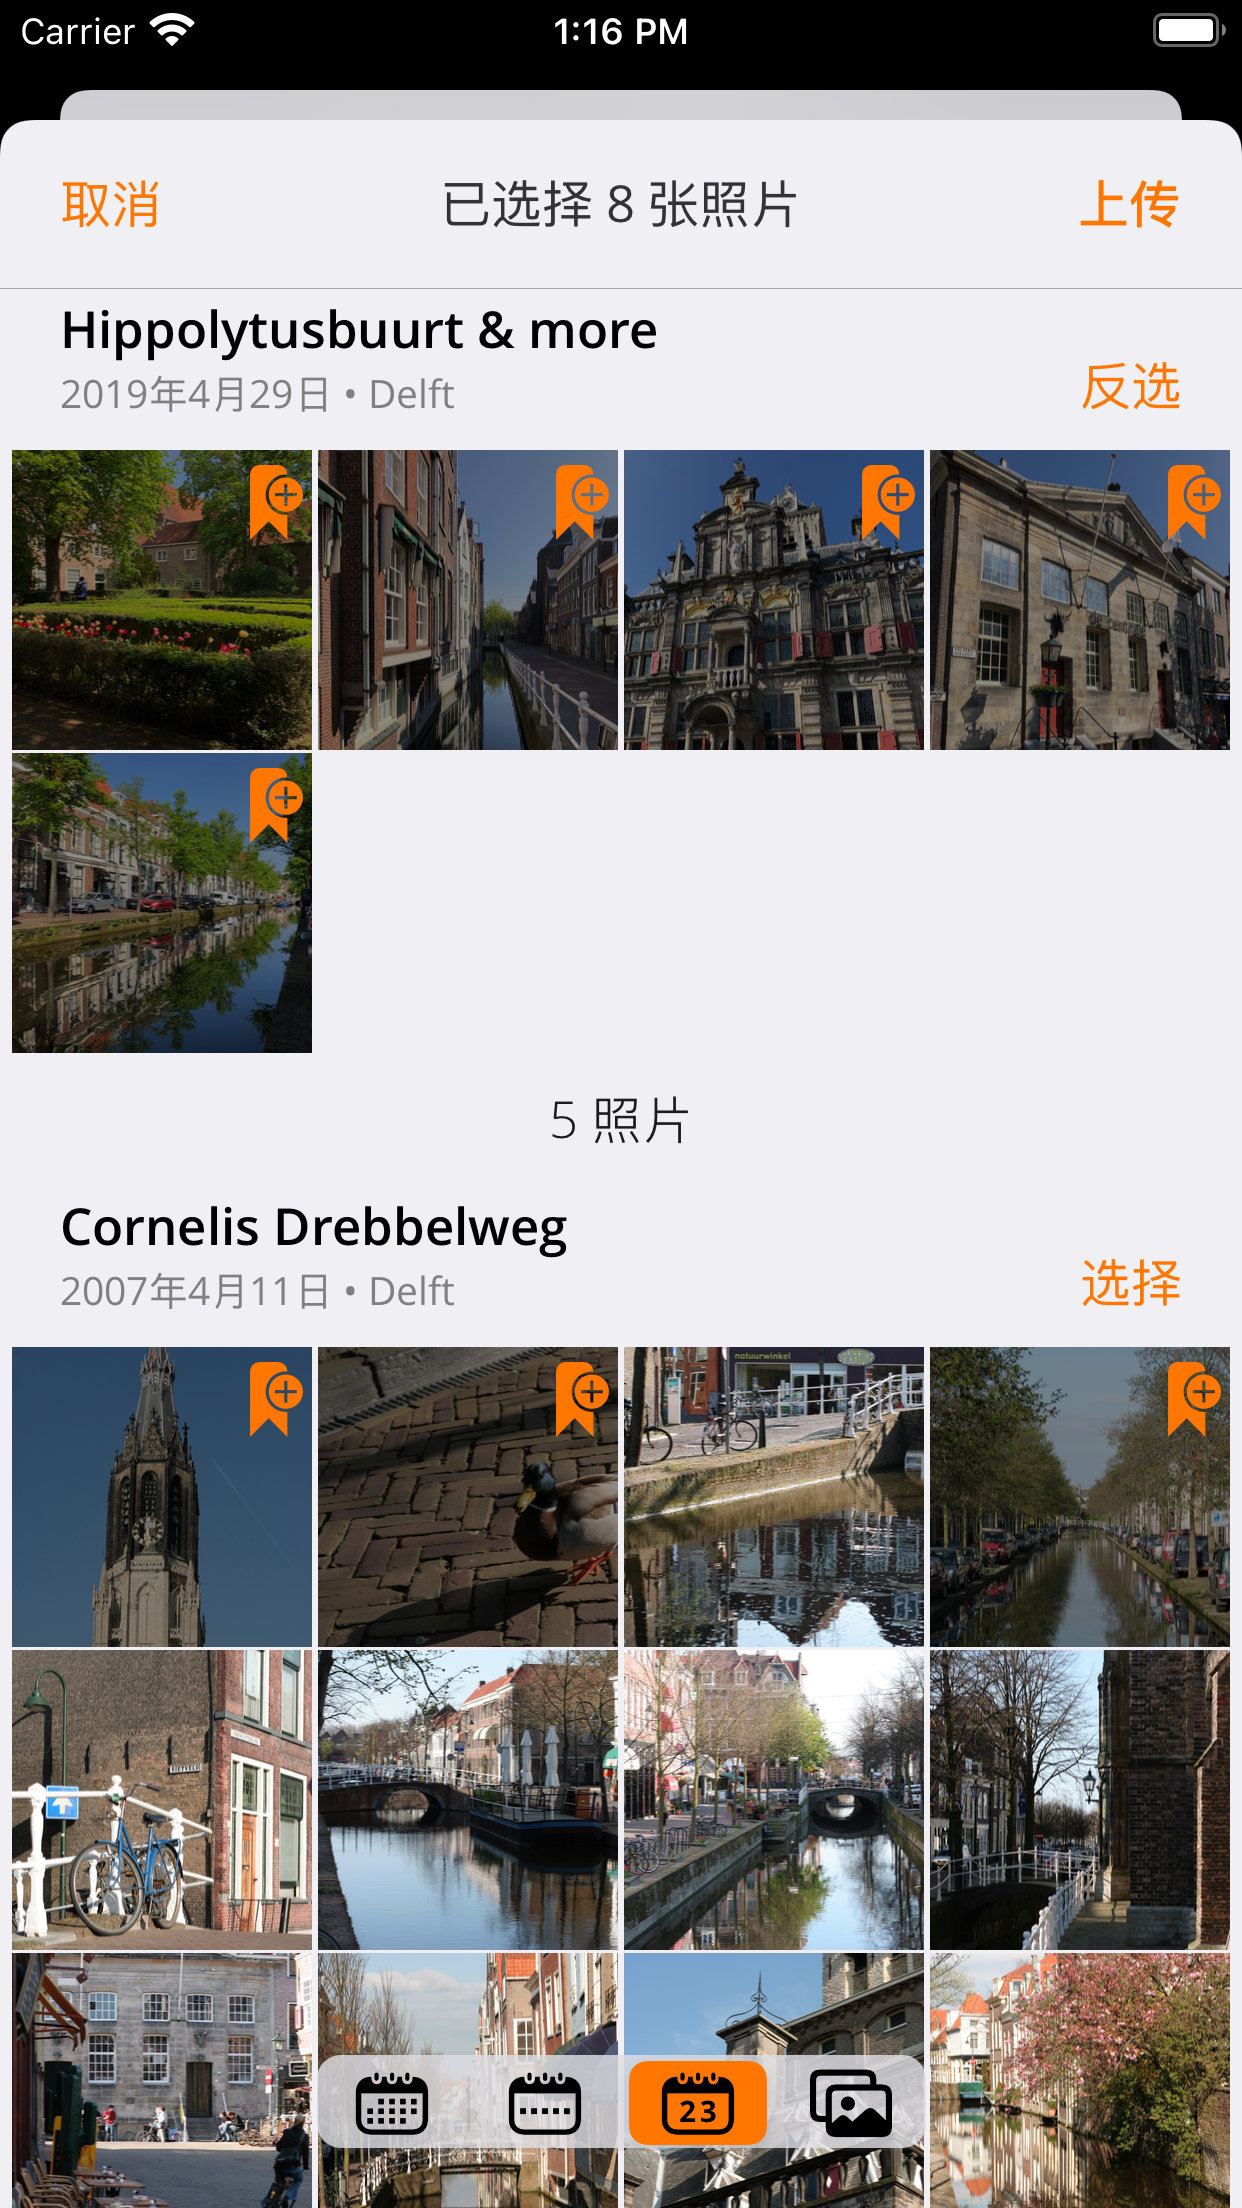 Carrier 1:16 PM
取消 已选择 8 张照片 上传
Hippolytusbuurt & more
2019年4月29日 • Delft
反选
5 照片
Cornelis Drebbelweg
2007年4月11日 • Delft
选择
natuurwinkel
23